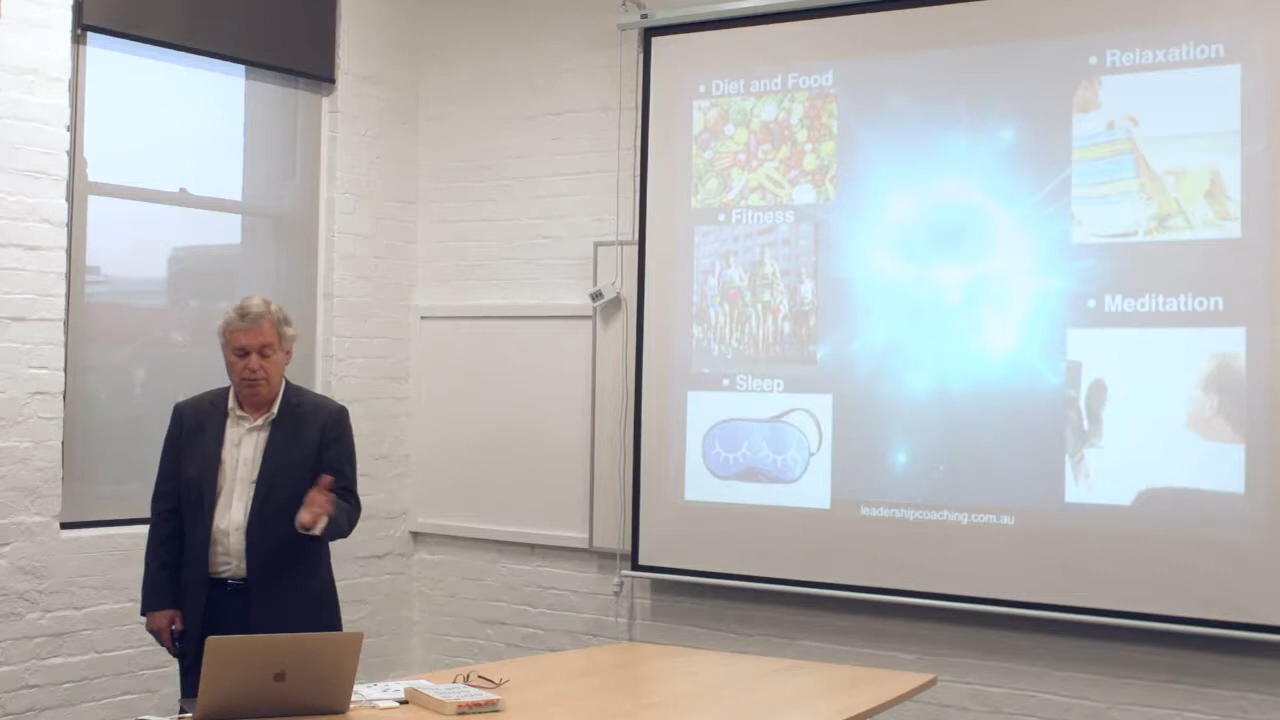 • Diet and Food
• Fitness
• Sleep
• Relaxation
• Meditation
leadershipcoaching.com.au